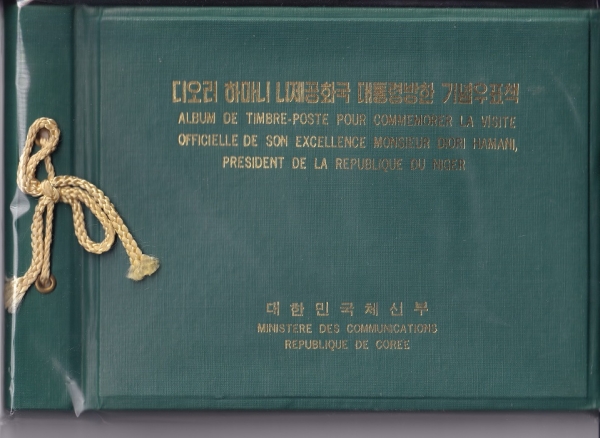 디오리 하마니 니제공화국 대통령방한 기념우표책
ALBUM DE TIMBRE-POSTE POUR COMMEMORER LA VISITE
OFFICIELLE DE SON EXCELLENCE MONSIEUR DIORI HAMANI,
PRESIDENT DE LA REPUBLIQUE DU NIGER
대한민국체신부
MINISTERE DES COMMUNICATIONS
REPUBLIQUE DE COREE